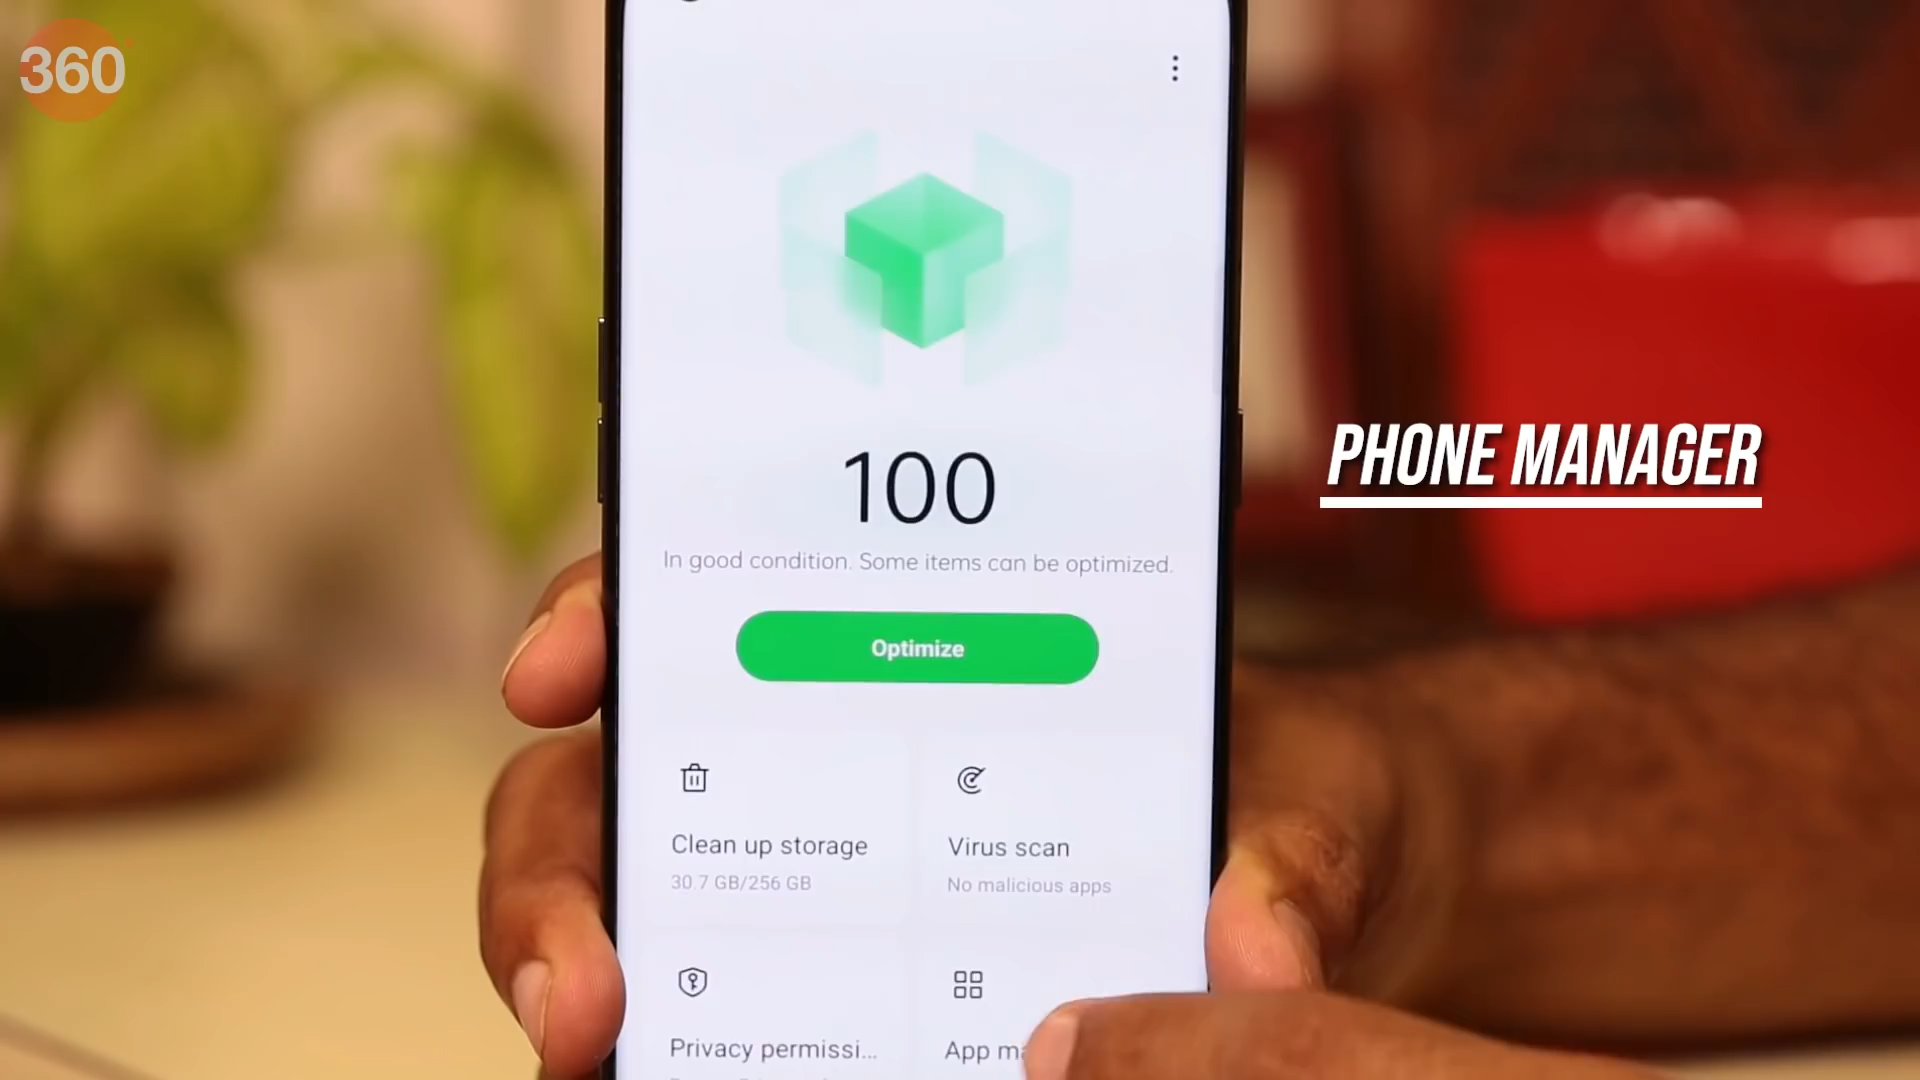 360
100
In good condition. Some items can be optimized.
Optimize
Clean up storage
30.7 GB/256 GB
Virus scan
No malicious apps
Privacy permissi...
App
PHONE MANAGER